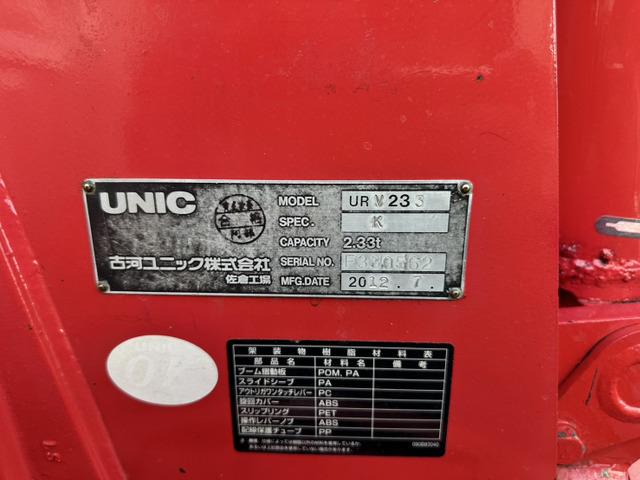 UNIC
MODEL URV233
SPEC. K
CAPACITY 2.33t
古河ユニック株式会社
佐倉工場
SERIAL NO.
MFG.DATE 2012.7.
架装物樹脂材料表
部品名 材料名 備考
ブーム摺動板 POM, PA
スライドシーブ PA
アウトリガワンタッチレバー PC
旋回カバー ABS
スリップリング PET
操作レバーノブ ABS
配線保護チューブ PP